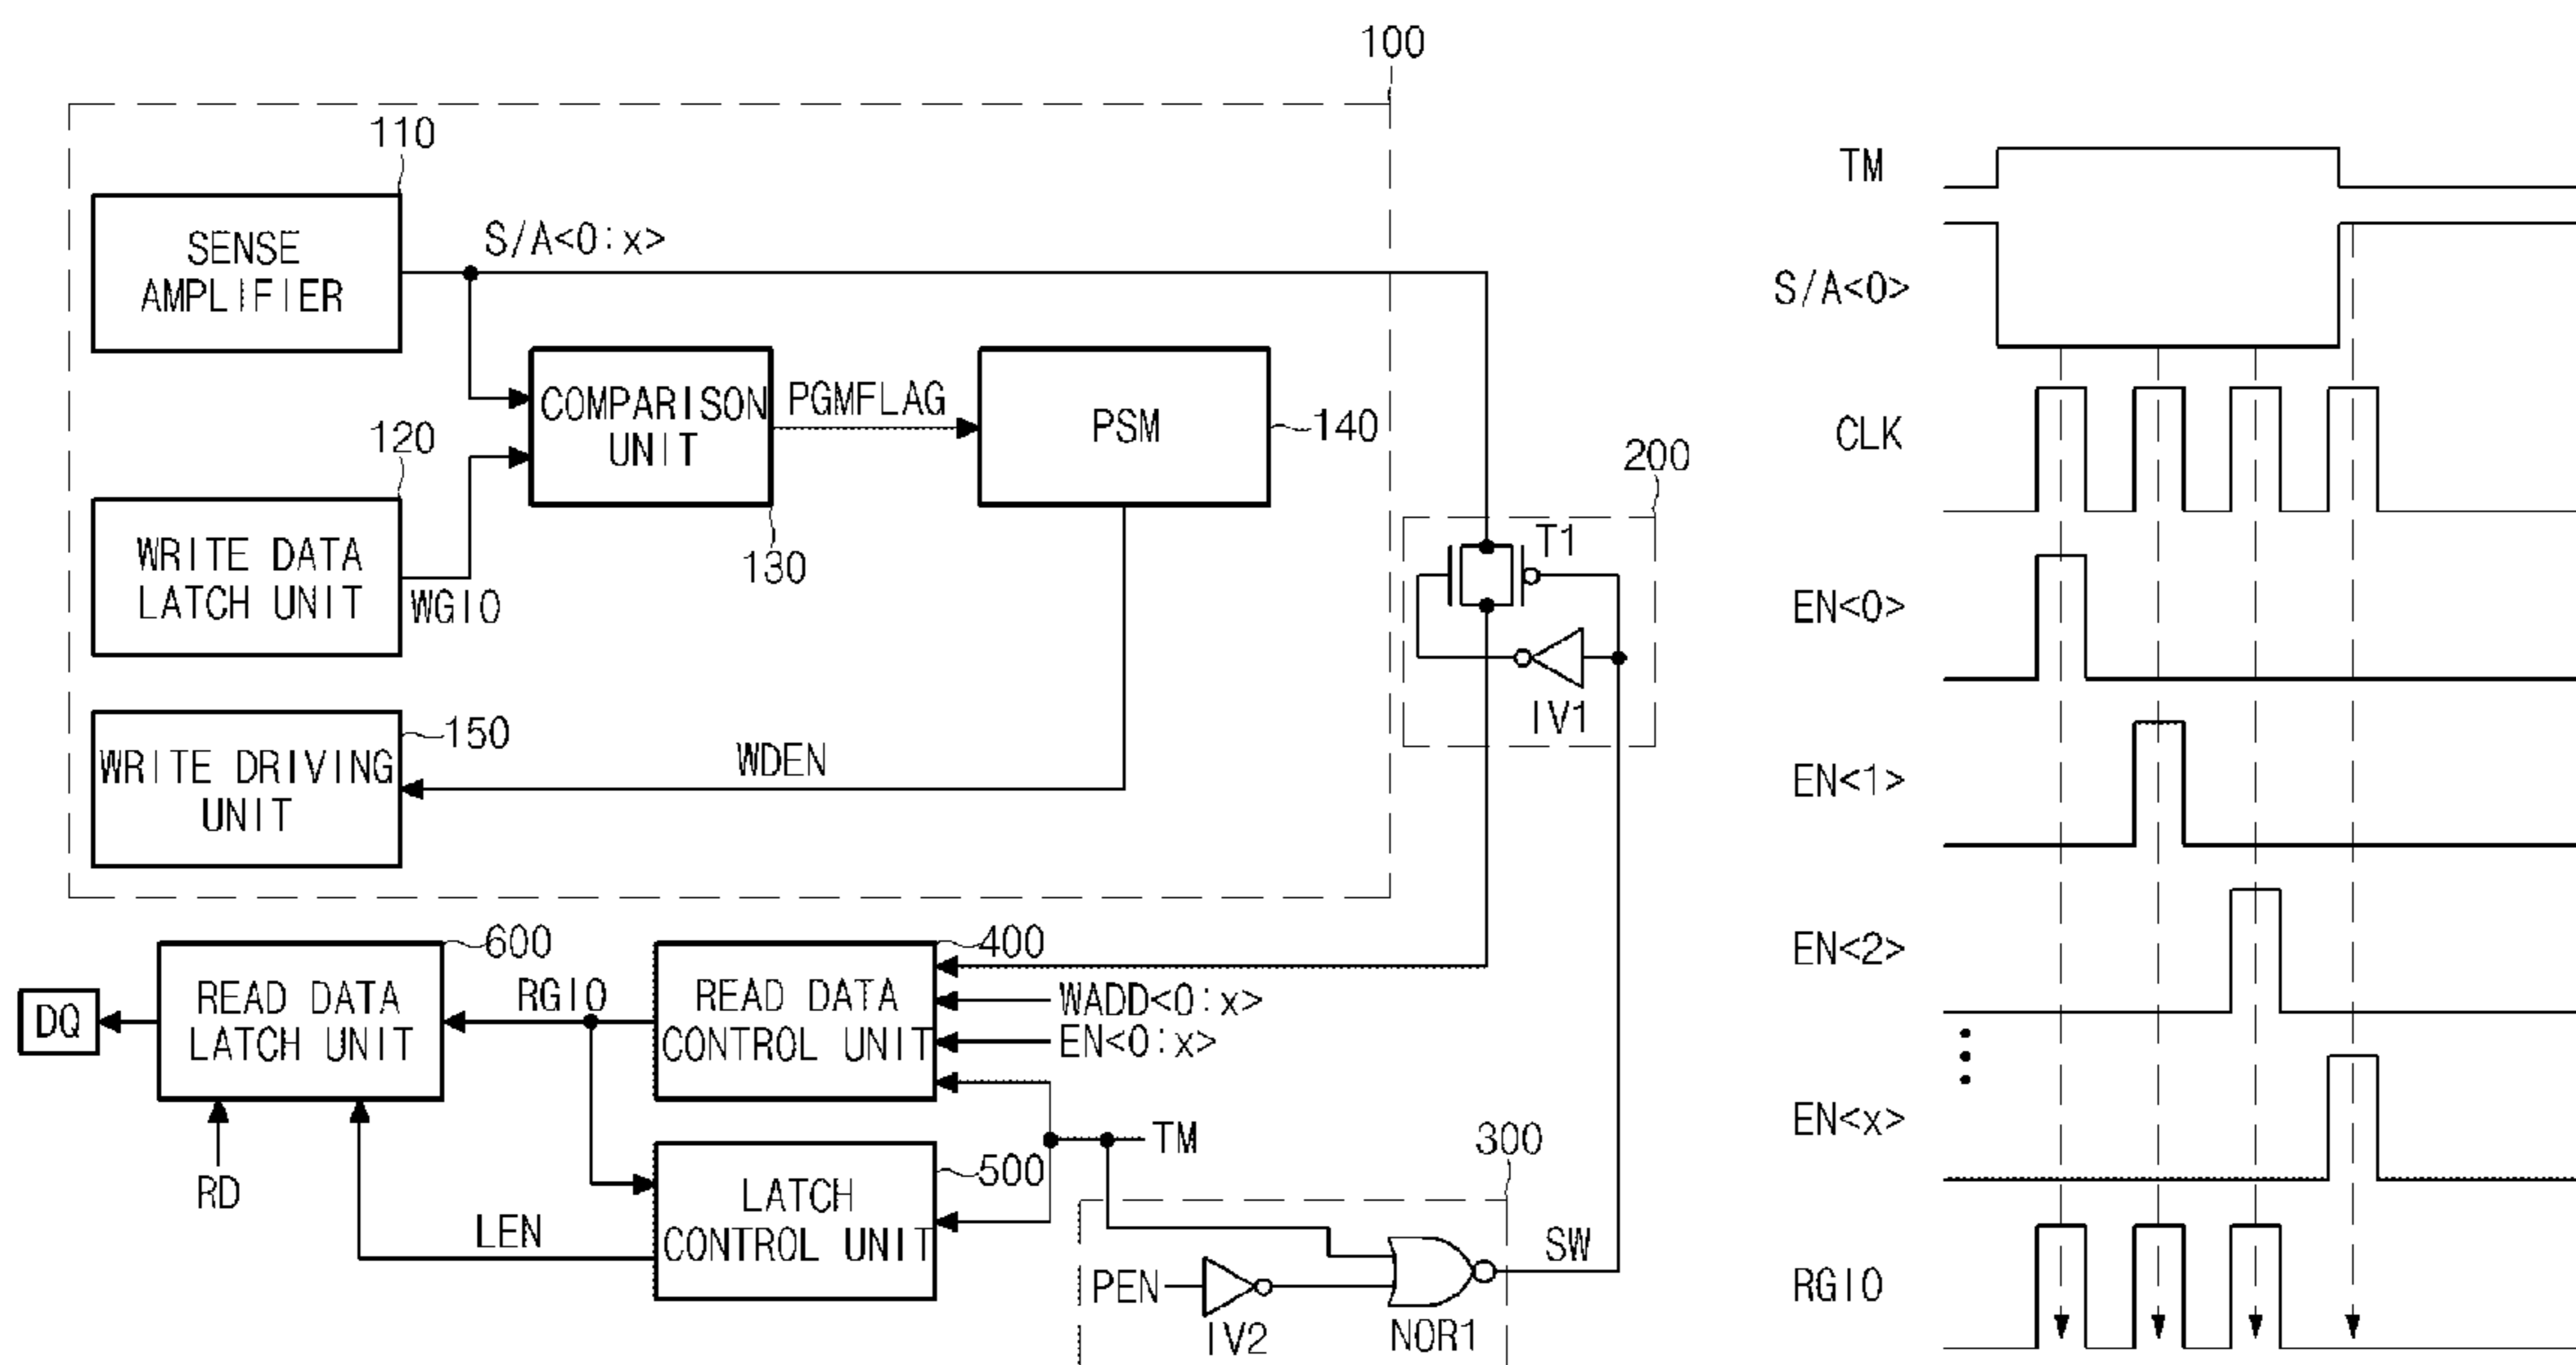 100
110
SENSE
AMPLIFIER
S/A<0:x>
120
WRITE DATA
LATCH UNIT
WGIO
COMPARISON
UNIT
130
PGMFLAG
PSM
140
150
WRITE DRIVING
UNIT
WDEN
200
T1
IV1
600
READ DATA
LATCH UNIT
DQ
RD
RGIO
LEN
400
READ DATA
CONTROL UNIT
WADD<0:x>
EN<0:x>
TM
500
LATCH
CONTROL UNIT
300
PEN
IV2
NOR1
SW
TM
S/A<0>
CLK
EN<0>
EN<1>
EN<2>
EN<x>
RGIO